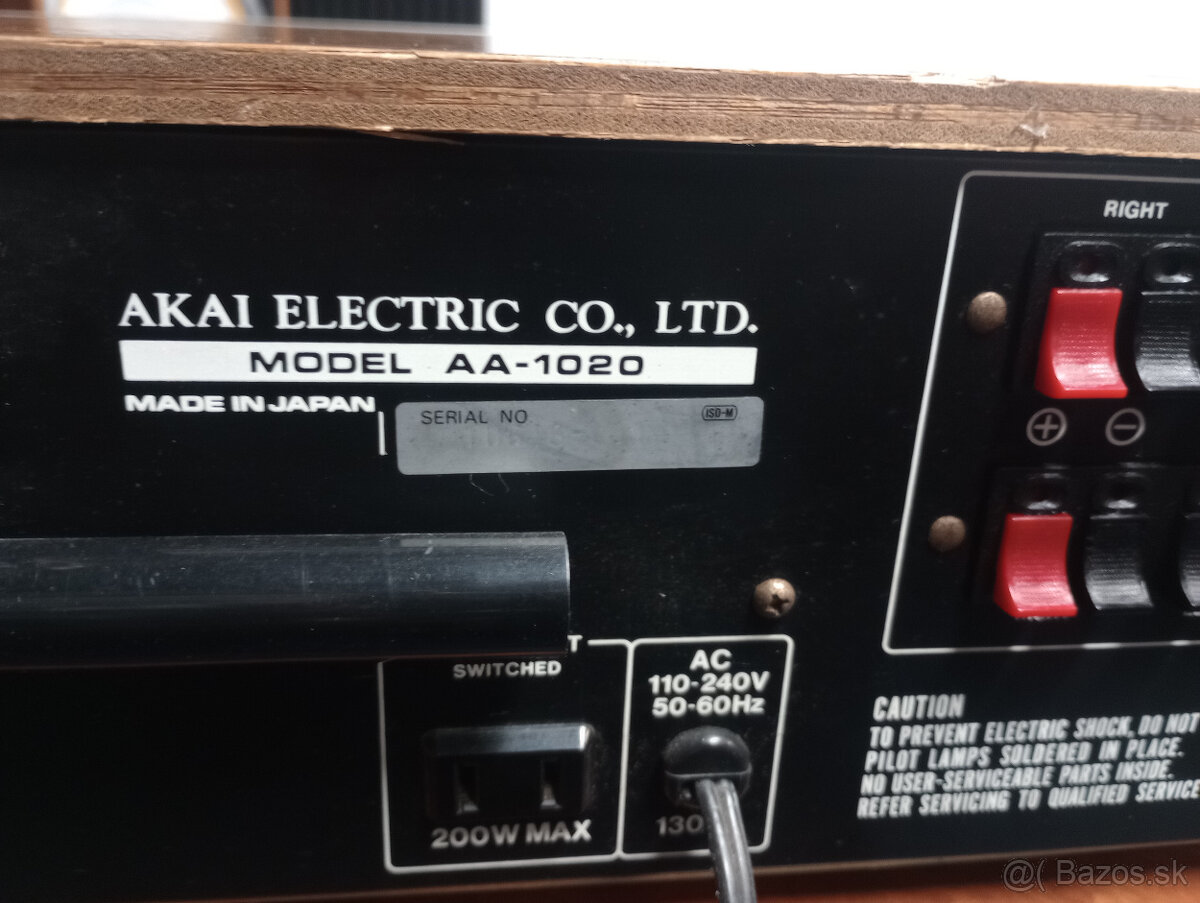 RIGHT
AKAI ELECTRIC CO., LTD.
MODEL AA-1020
MADE IN JAPAN
SERIAL NO
ISO-M
+ -
T
SWITCHED
200W MAX
AC
110-240V
50-60Hz
130
CAUTION
TO PREVENT ELECTRIC SHOCK, DO NOT
PILOT LAMPS SOLDERED IN PLACE.
NO USER-SERVICEABLE PARTS INSIDE.
REFER SERVICING TO QUALIFIED SERVICE
@( Bazos.sk